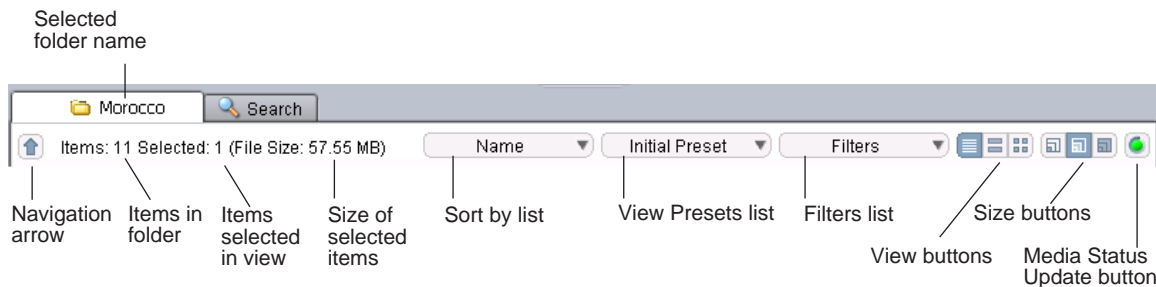 Selected
folder name
Morocco
Search
Items: 11 Selected: 1 (File Size: 57.55 MB)
Name
Initial Preset
Filters
Navigation
arrow
Items in
folder
Items
selected
in view
Size of
selected
items
Sort by list
View Presets list
Filters list
View buttons
Size buttons
Media Status
Update button